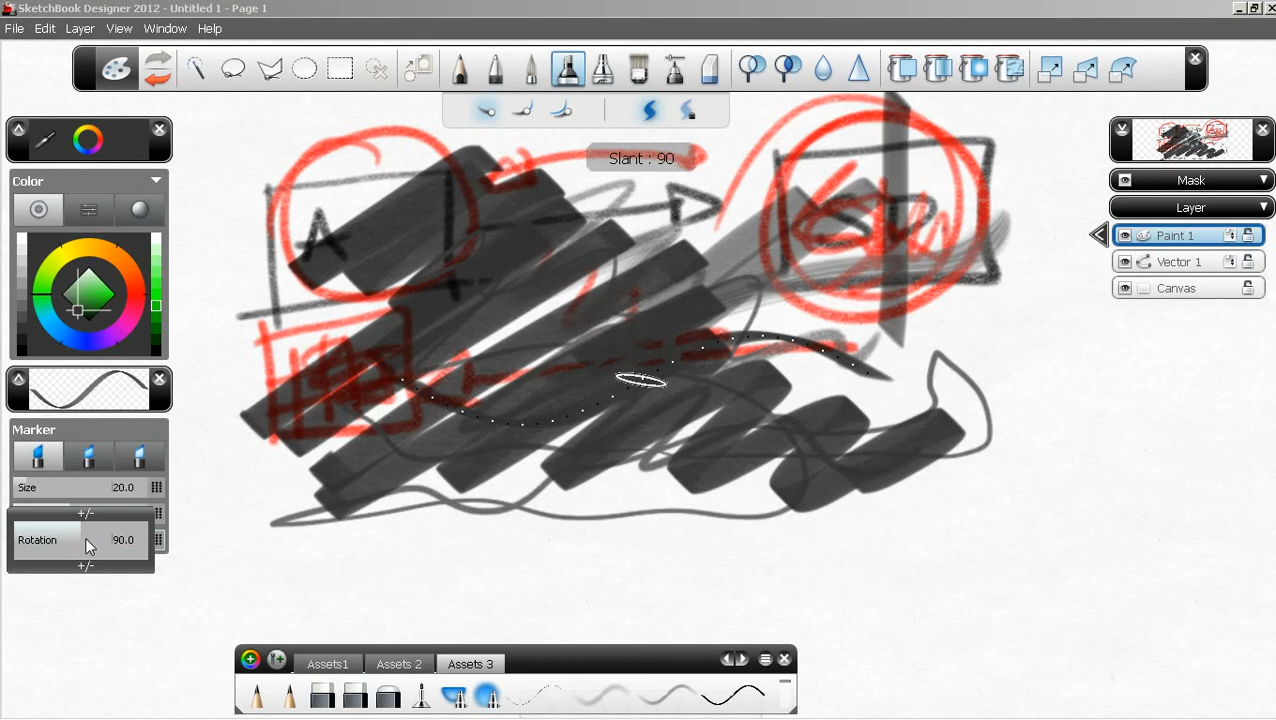 SketchBook Designer 2012 - Untitled 1 - Page 1
File Edit Layer View Window Help
Slant : 90
Mask
Color
Layer
A
Paint 1
Vector 1
Canvas
Marker
Size 20.0
+/-
Rotation 90.0
+/-
Assets1 Assets 2 Assets 3